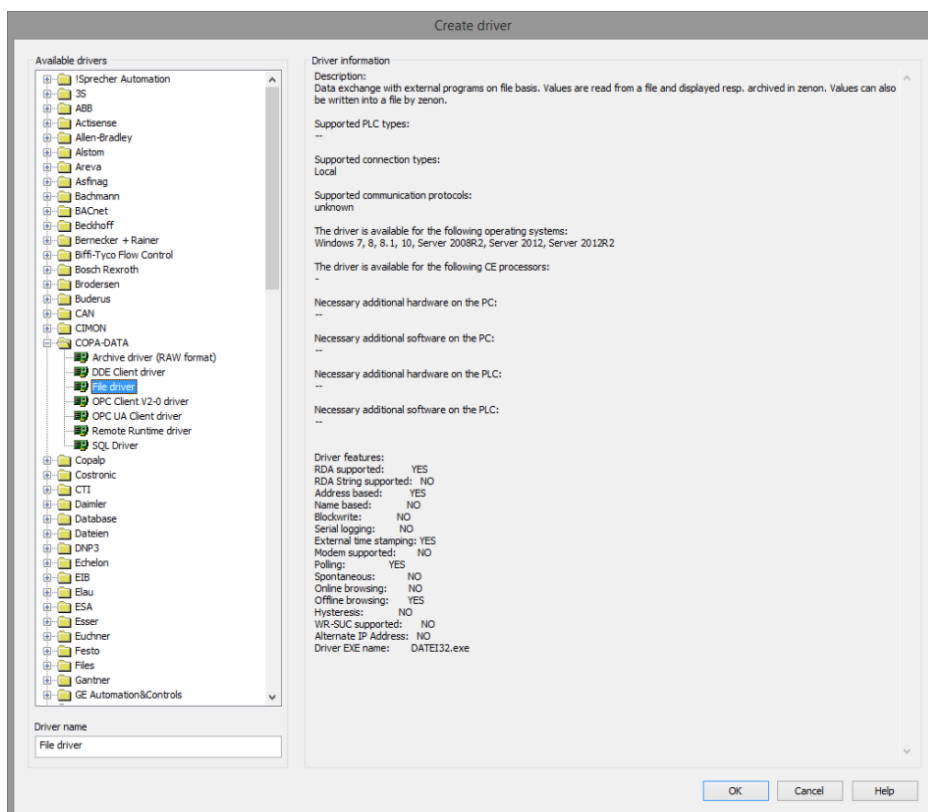 Create driver
Available drivers
!Sprecher Automation
3S
ABB
Actisense
Allen-Bradley
Alstom
Areva
Asfinag
Bachmann
BACnet
Beckhoff
Bernecker + Rainer
Biffi-Tyco Flow Control
Bosch Rexroth
Brodersen
Buderus
CAN
CIMON
COPA-DATA
Archive driver (RAW format)
DDE Client driver
File driver
OPC Client V2-0 driver
OPC UA Client driver
Remote Runtime driver
SQL Driver
Copalp
Costronic
CTI
Daimler
Database
Dateien
DNP3
Echelon
EIB
Elau
ESA
Esser
Euchner
Festo
Files
Gantner
GE Automation&Controls
Driver name
File driver
Driver information
Description:
Data exchange with external programs on file basis. Values are read from a file and displayed resp. archived in zenon. Values can also
be written into a file by zenon.
Supported PLC types:
--
Supported connection types:
Local
Supported communication protocols:
unknown
The driver is available for the following operating systems:
Windows 7, 8, 8.1, 10, Server 2008R2, Server 2012, Server 2012R2
The driver is available for the following CE processors:
-
Necessary additional hardware on the PC:
--
Necessary additional software on the PC:
--
Necessary additional hardware on the PLC:
--
Necessary additional software on the PLC:
--
Driver features:
RDA supported: YES
RDA String supported: NO
Address based: YES
Name based: NO
Blockwrite: NO
Serial logging: NO
External time stamping: YES
Modem supported: NO
Polling: YES
Spontaneous: NO
Online browsing: NO
Offline browsing: YES
Hysteresis: NO
WR-SUC supported: NO
Alternate IP Address: NO
Driver EXE name: DATEI32.exe
OK
Cancel
Help